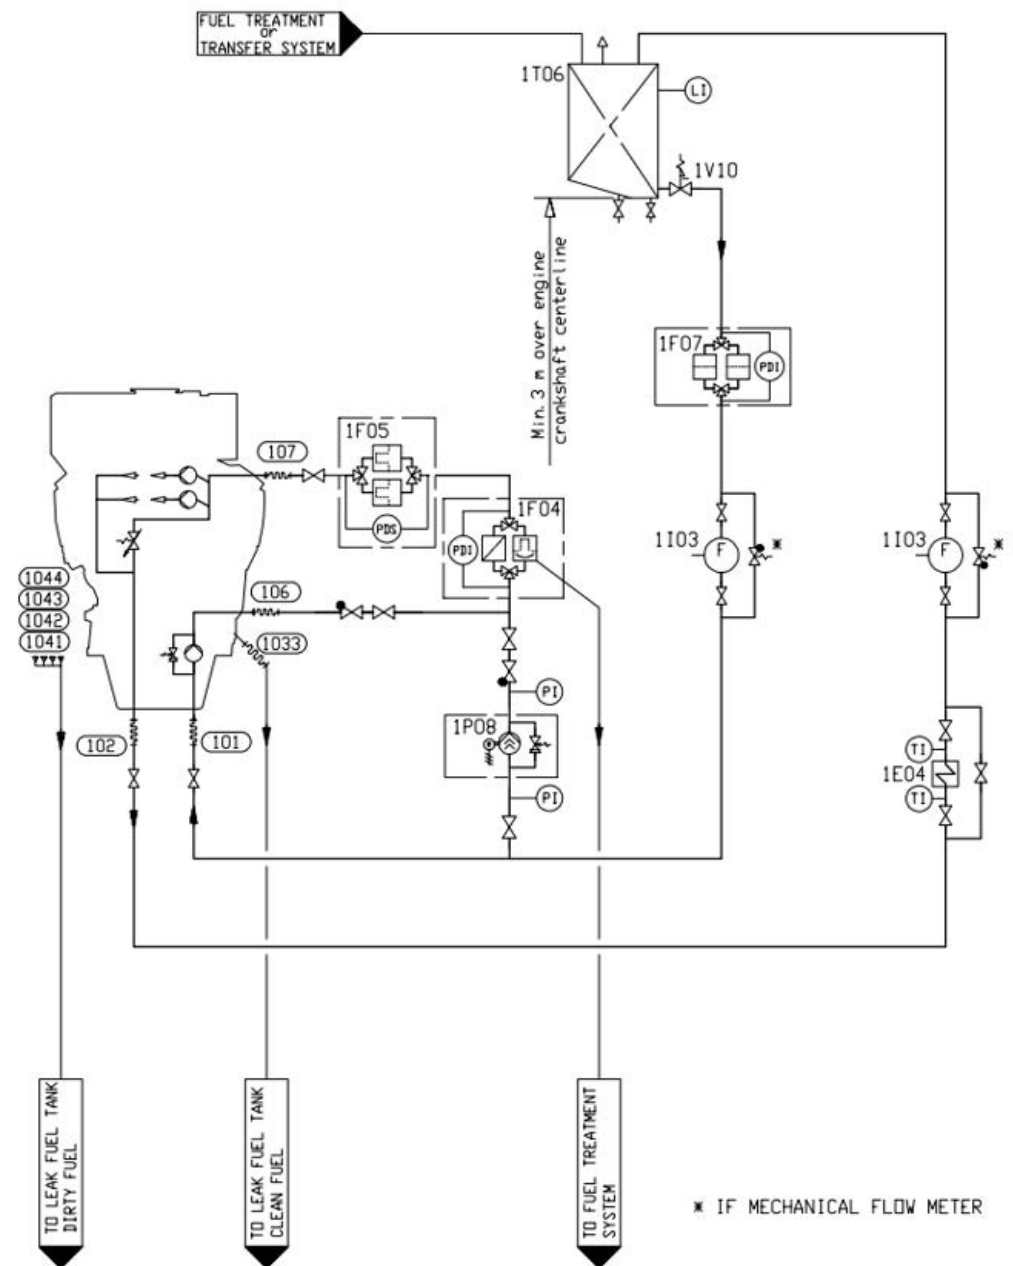 FUEL TREATMENT
or
TRANSFER SYSTEM
1T06
LI
1V10
Min. 3 m over engine
crankshaft centerline
1F07
PDI
1F05
107
PDS
1F04
PDI
1I03
F
*
1I03
F
*
1044
1043
1042
1041
106
1033
PI
1P08
102
101
TI
1E04
PI
TI
TO LEAK FUEL TANK
DIRTY FUEL
TO LEAK FUEL TANK
CLEAN FUEL
TO FUEL TREATMENT
SYSTEM
* IF MECHANICAL FLOW METER